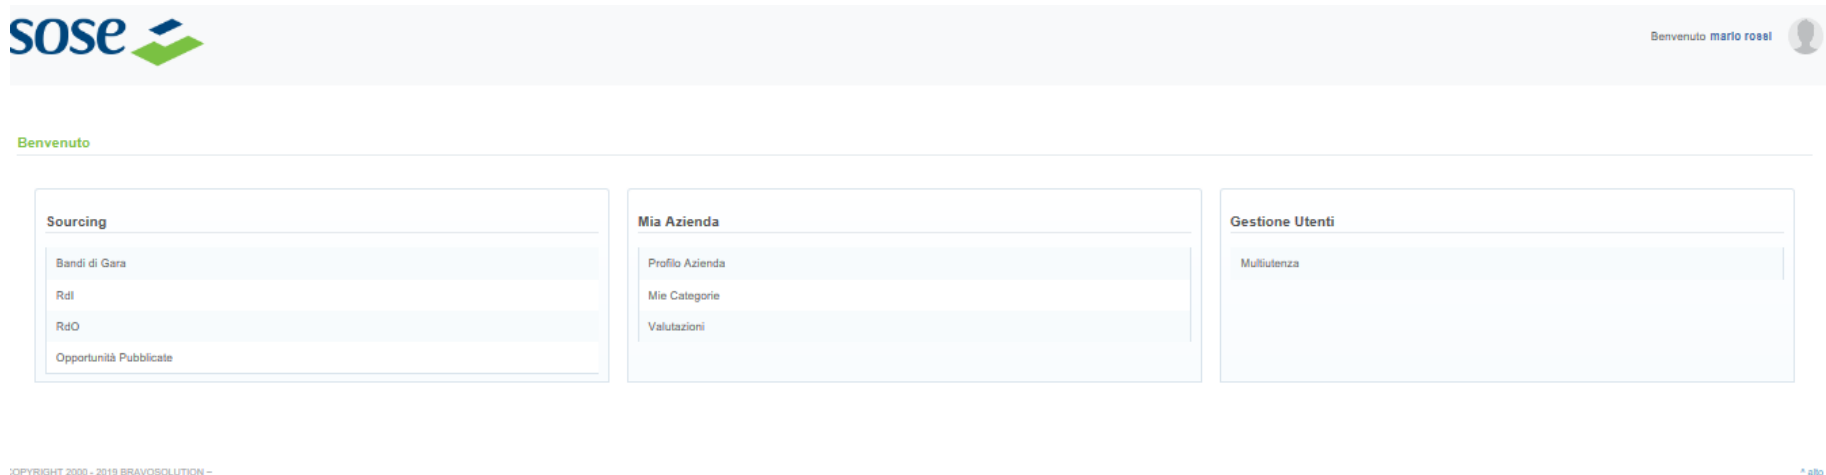 sose
Benvenuto mario rossi
Benvenuto
Sourcing
Bandi di Gara
RdI
RdO
Opportunità Pubblicate
Mia Azienda
Profilo Azienda
Mie Categorie
Valutazioni
Gestione Utenti
Multiutenza
COPYRIGHT 2000 - 2019 BRAVOSOLUTION –
^ alto